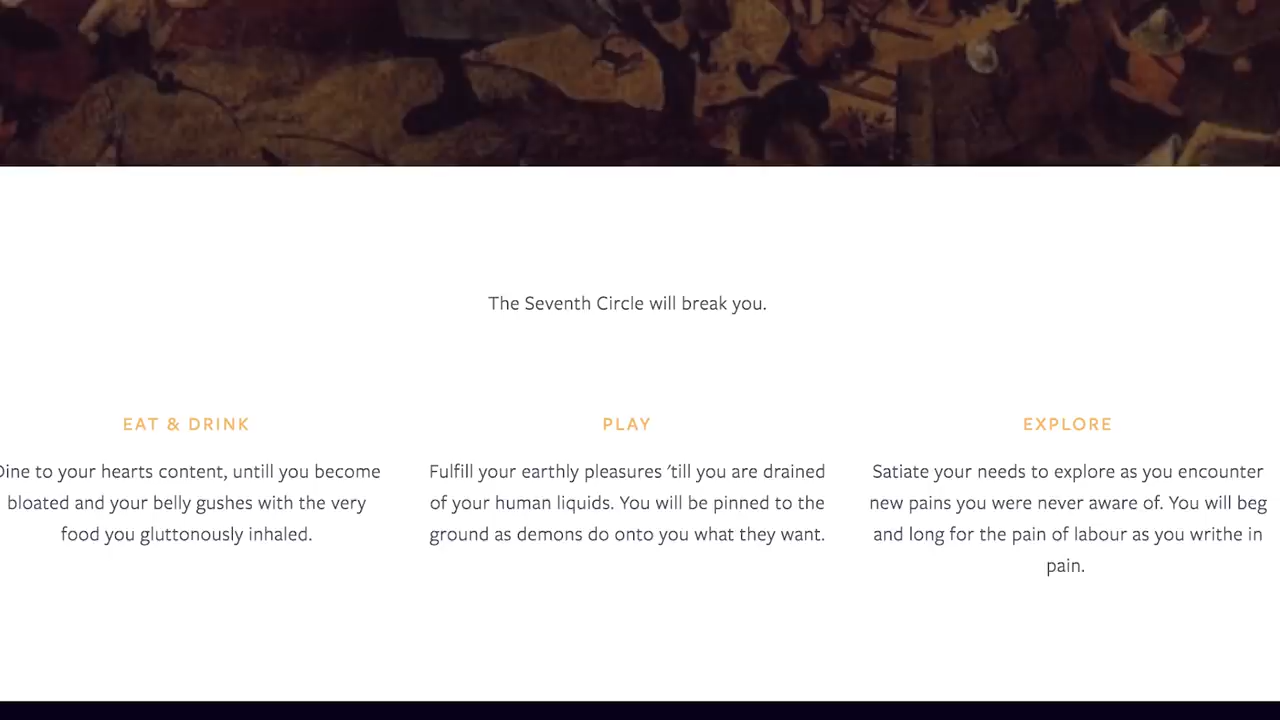 The Seventh Circle will break you.
EAT & DRINK
Dine to your hearts content, untill you become
bloated and your belly gushes with the very
food you gluttonously inhaled.
PLAY
Fulfill your earthly pleasures 'till you are drained
of your human liquids. You will be pinned to the
ground as demons do onto you what they want.
EXPLORE
Satiate your needs to explore as you encounter
new pains you were never aware of. You will beg
and long for the pain of labour as you writhe in
pain.